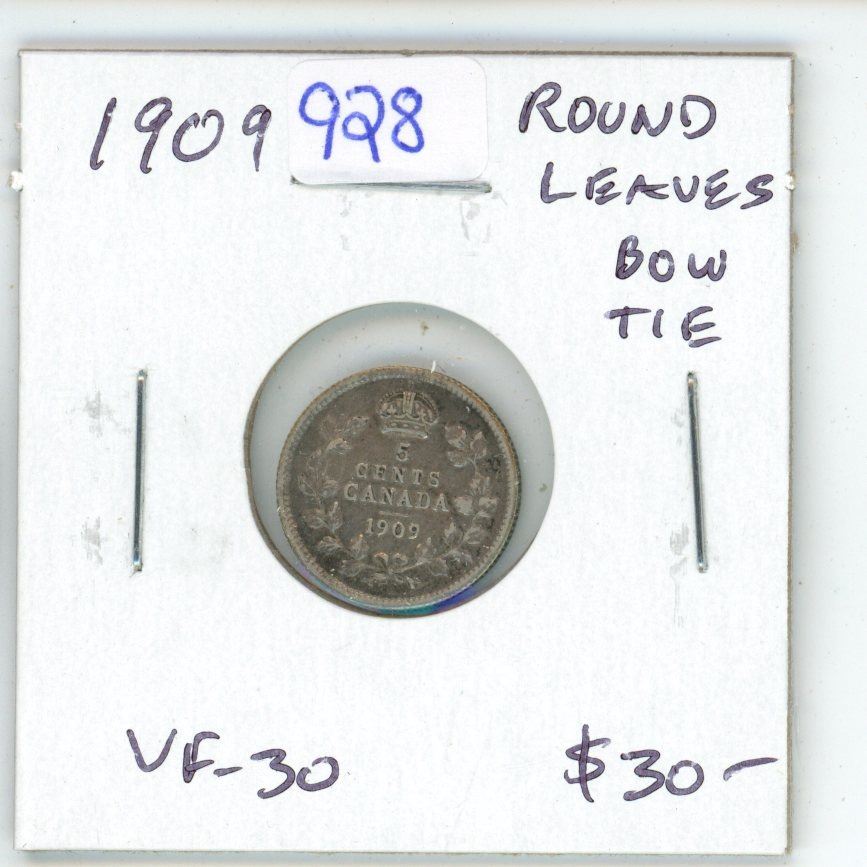 1909 928 ROUND
LEAVES
BOW
TIE
5
CENTS
CANADA
1909
VF-30 $30-